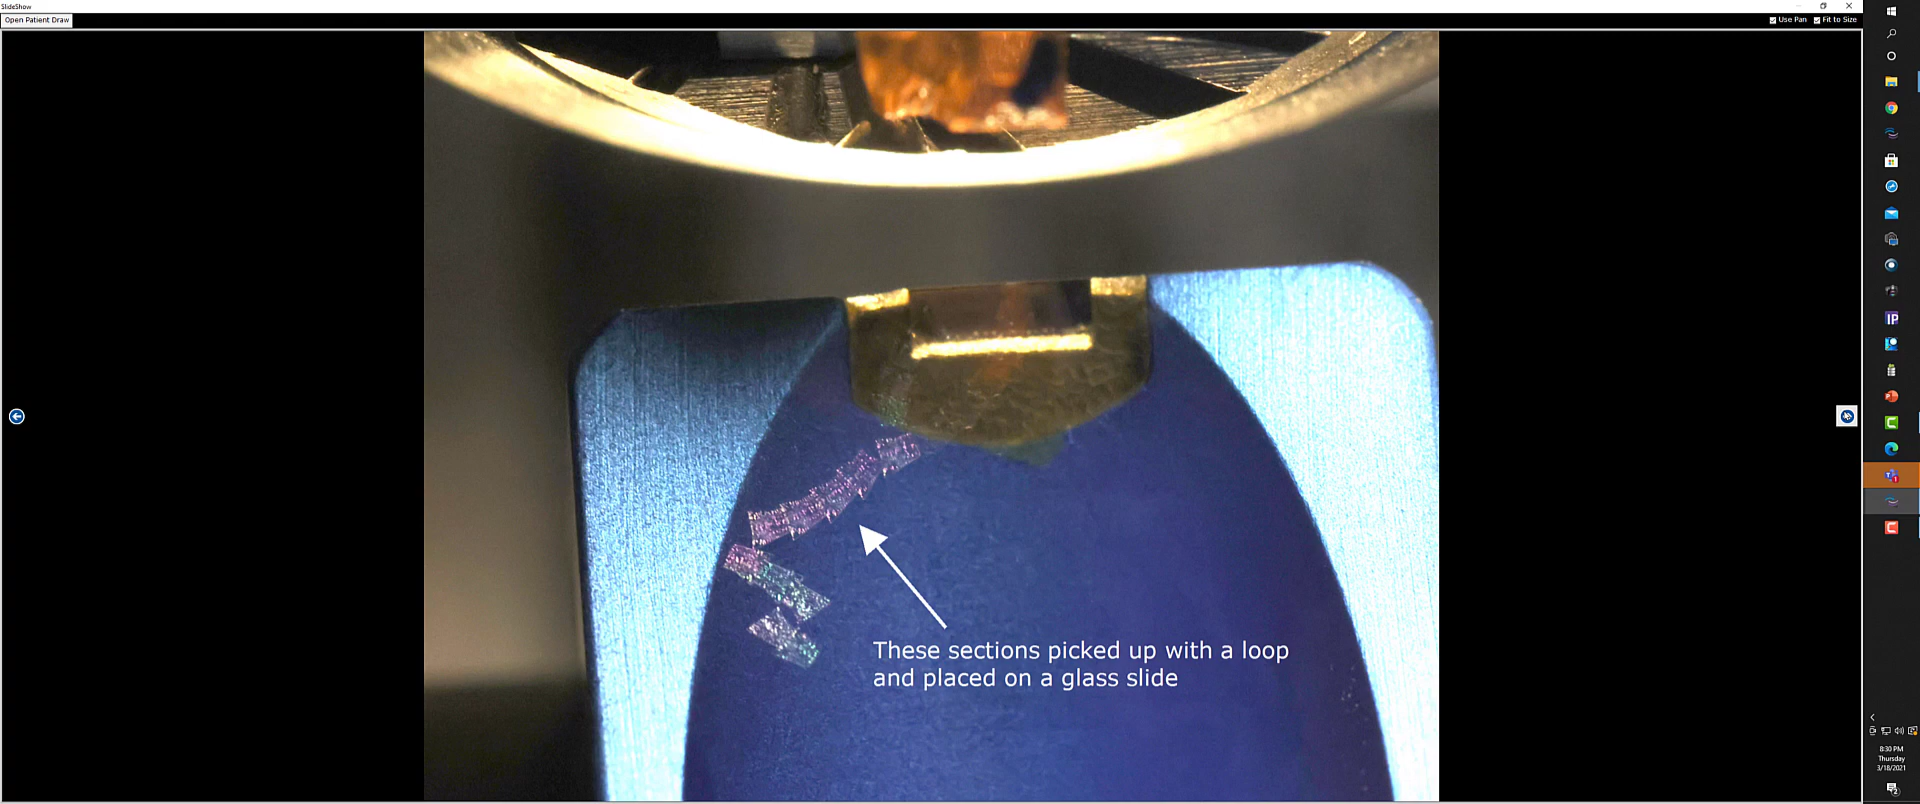 SlideShow
Open Patient Draw
Use Pan
Fit to Size
These sections picked up with a loop
and placed on a glass slide
IP
8:30 PM
Thursday
3/18/2021